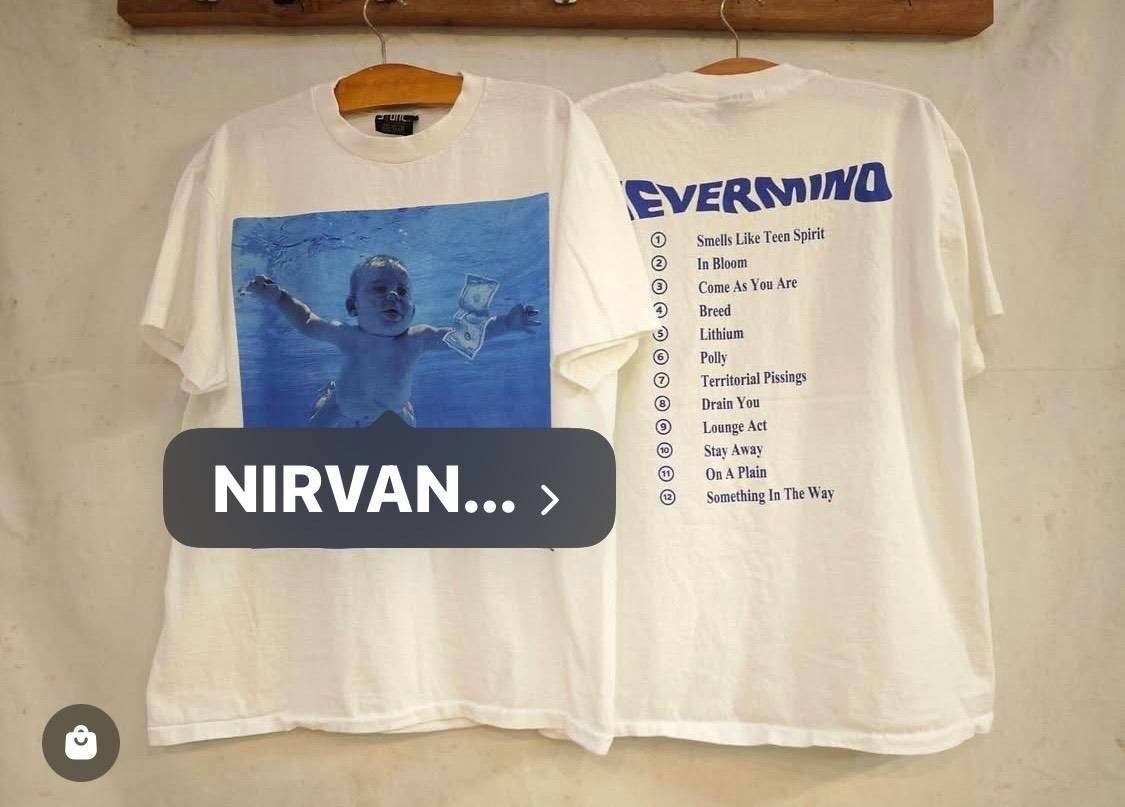 NIRVAN...
NEVERMIND
1 Smells Like Teen Spirit
2 In Bloom
3 Come As You Are
4 Breed
5 Lithium
6 Polly
7 Territorial Pissings
8 Drain You
9 Lounge Act
10 Stay Away
11 On A Plain
12 Something In The Way